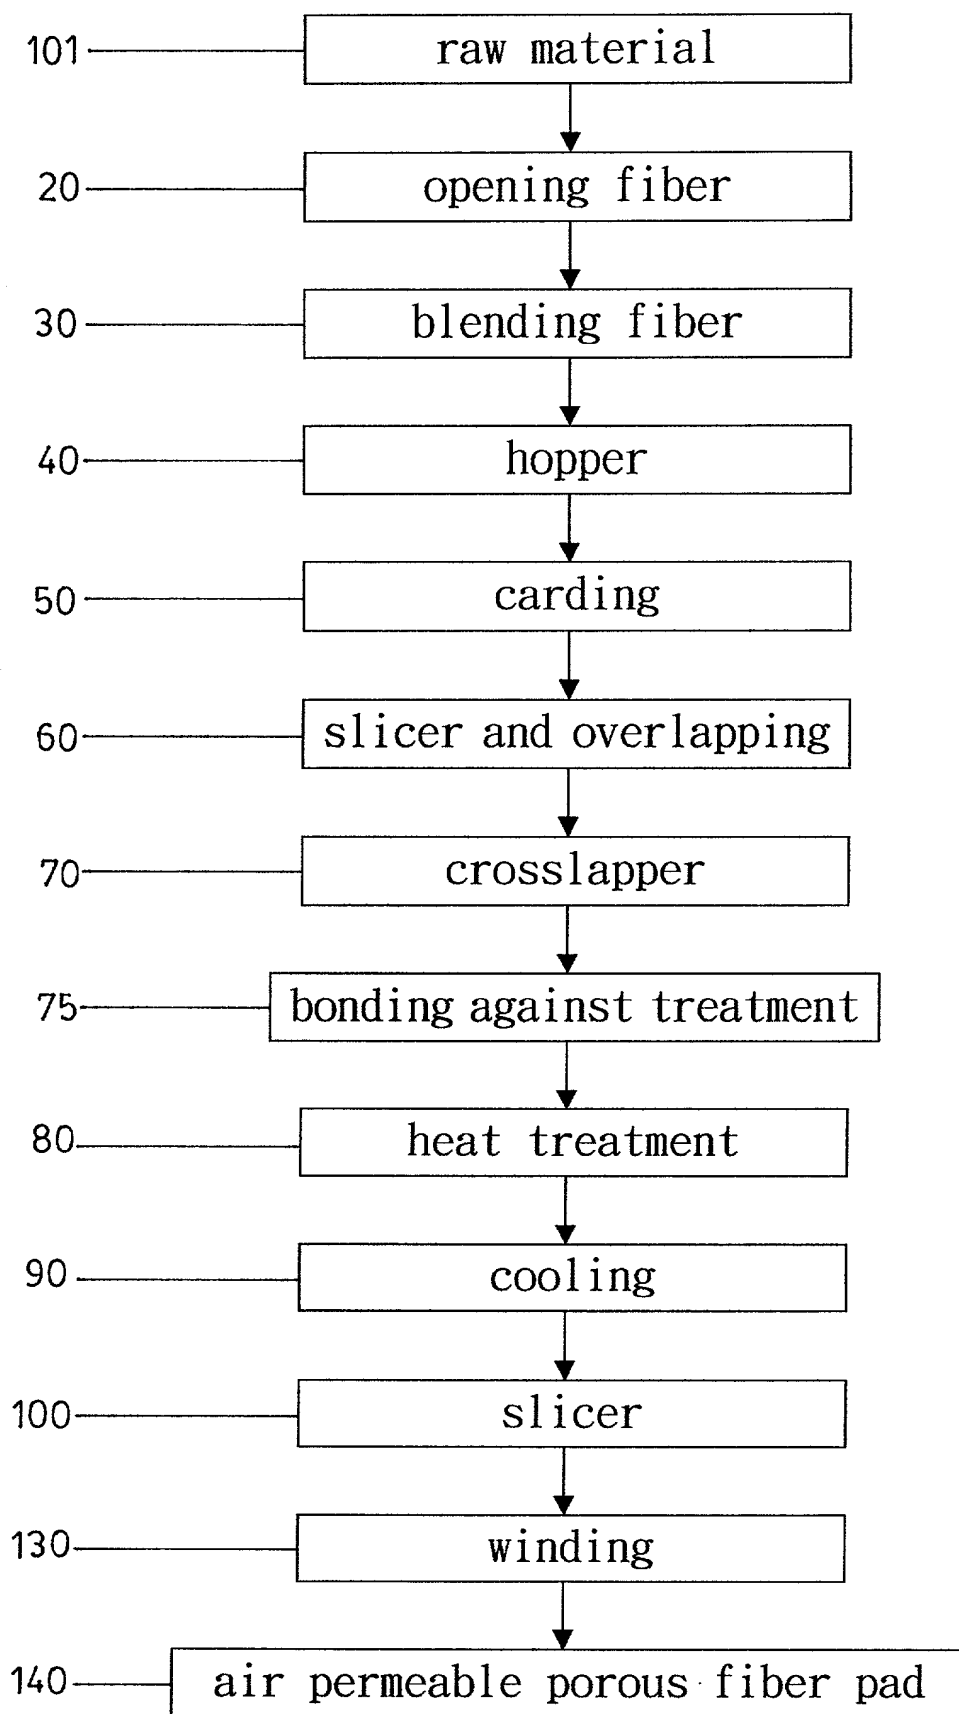 101 raw material
20 opening fiber
30 blending fiber
40 hopper
50 carding
60 slicer and overlapping
70 crosslapper
75 bonding against treatment
80 heat treatment
90 cooling
100 slicer
130 winding
140 air permeable porous fiber pad